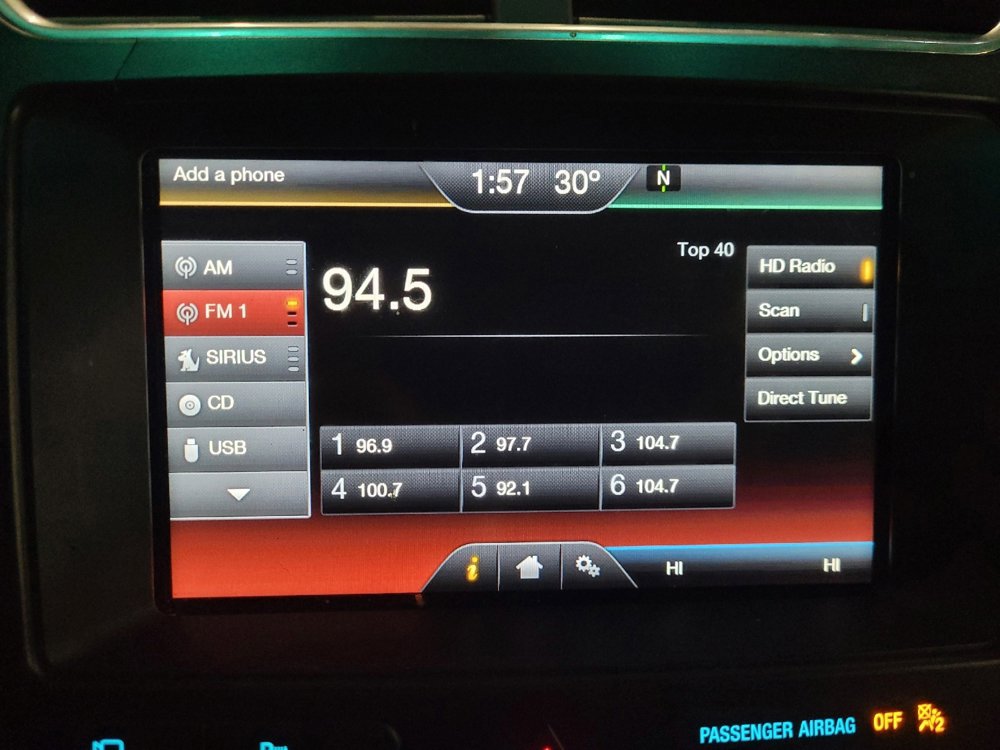 Add a phone
1:57 30°
N
AM
FM 1
SIRIUS
CD
USB
94.5
Top 40
HD Radio
Scan
Options
Direct Tune
1 96.9
2 97.7
3 104.7
4 100.7
5 92.1
6 104.7
i
HI
HI
PASSENGER AIRBAG OFF 2